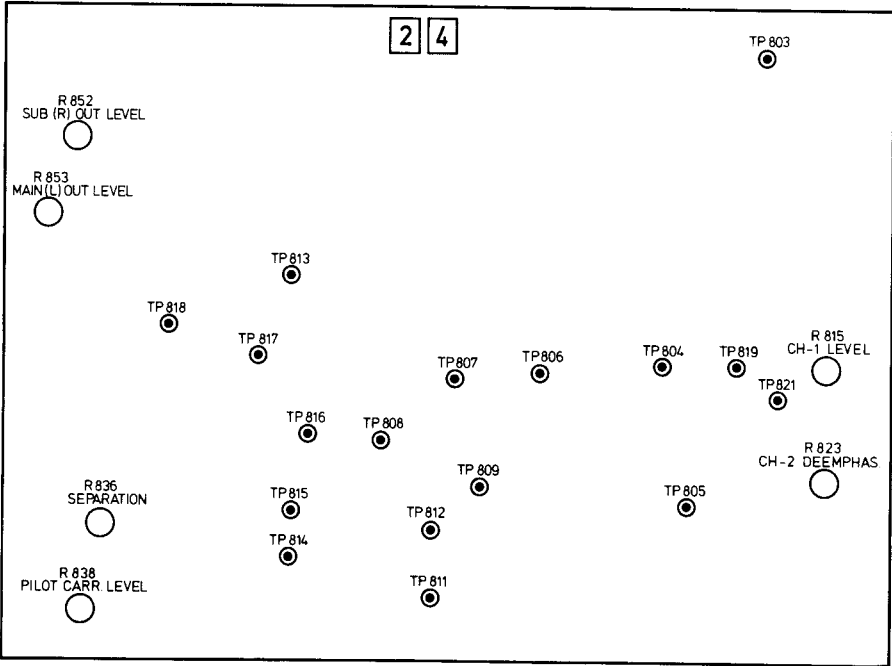 2 4
TP 803
R 852
SUB (R) OUT LEVEL
R 853
MAIN (L) OUT LEVEL
TP 813
TP 818
TP 817
TP 807
TP 806
TP 804
TP 819
R 815
CH-1 LEVEL
TP 821
TP 816
TP 808
R 823
CH-2 DEEMPHAS.
TP 809
R 836
SEPARATION
TP 815
TP 805
TP 812
TP 814
R 838
PILOT CARR. LEVEL
TP 811